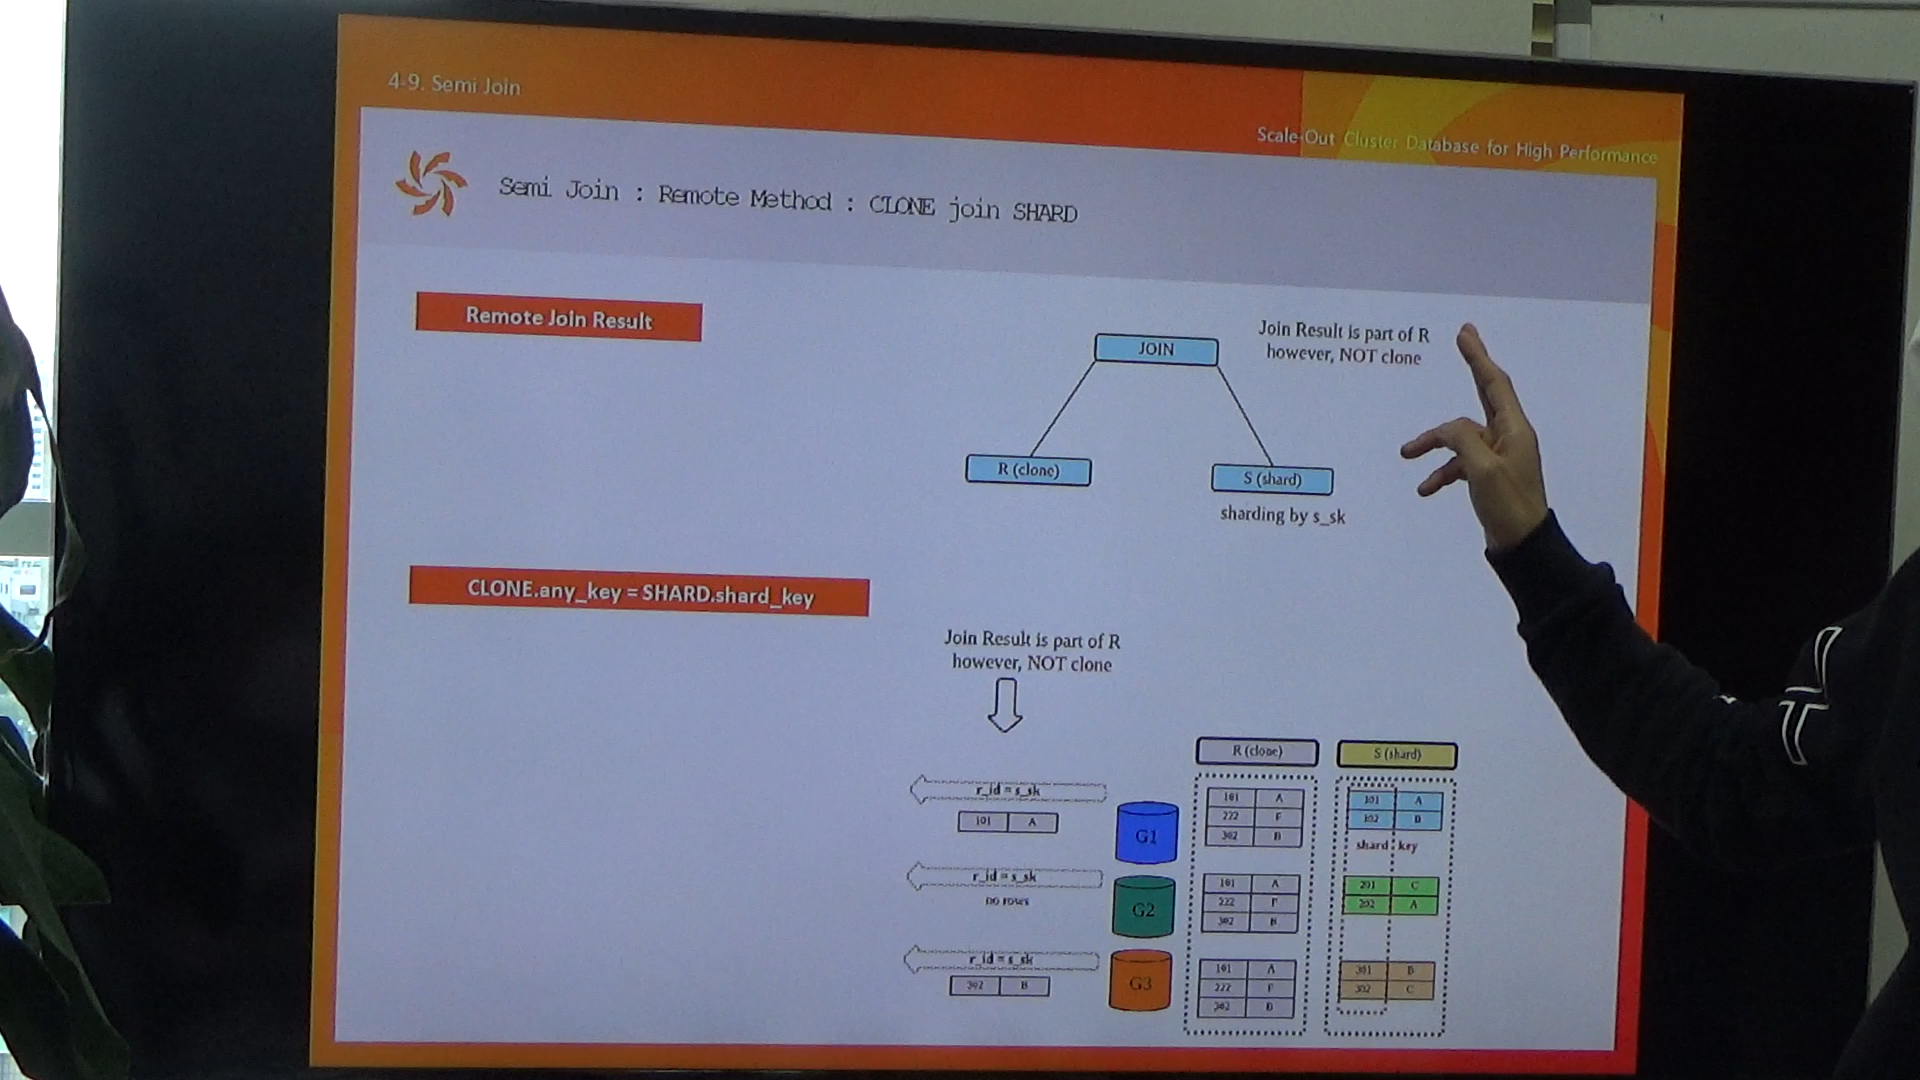 4-9. Semi Join
Scale-Out Cluster Database for High Performance
Semi Join : Remote Method : CLONE join SHARD
Remote Join Result
JOIN
Join Result is part of R
however, NOT clone
R (clone)
S (shard)
sharding by s_sk
CLONE.any_key = SHARD.shard_key
Join Result is part of R
however, NOT clone
R (clone)
S (shard)
r_id = s_sk
101 A
G1
101 A
222 F
302 B
101 A
102 B
shard key
r_id = s_sk
no rows
G2
101 A
222 F
302 B
201 C
202 A
r_id = s_sk
302 B
G3
101 A
222 F
302 B
301 B
302 C